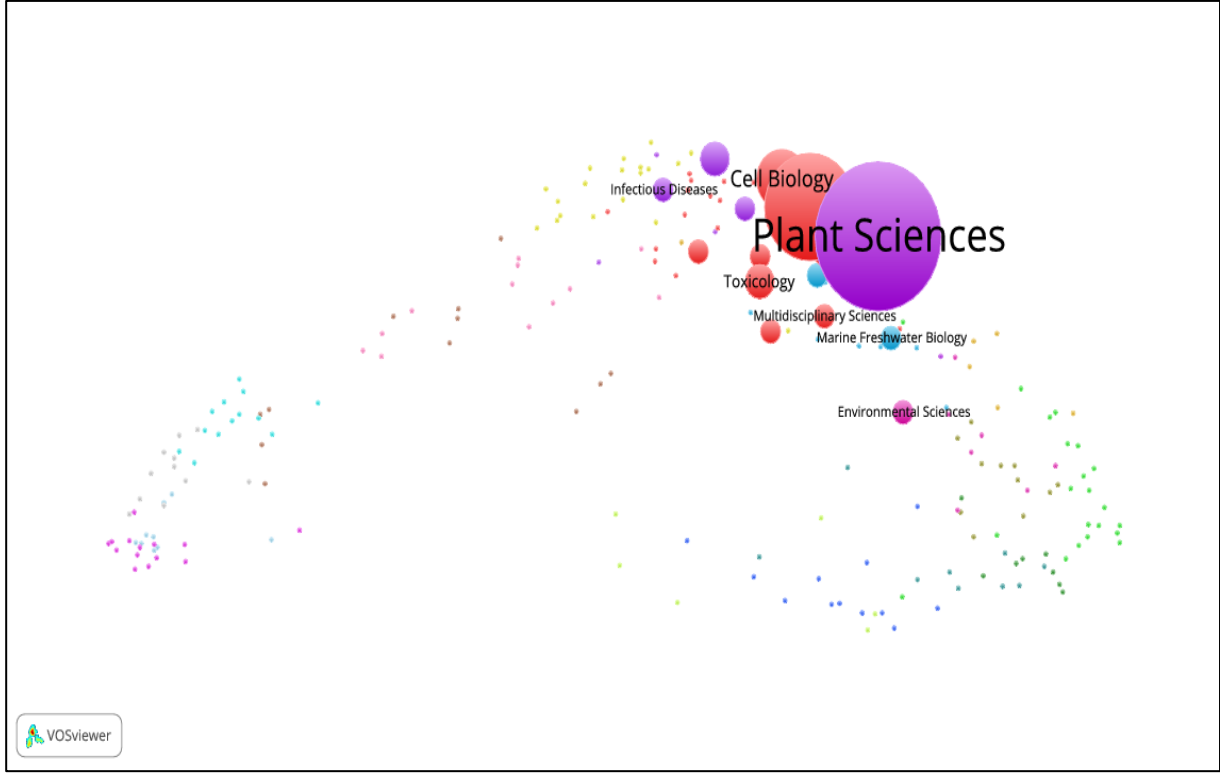 Cell Biology
Infectious Diseases
Plant Sciences
Toxicology
Multidisciplinary Sciences
Marine Freshwater Biology
Environmental Sciences
VOSviewer